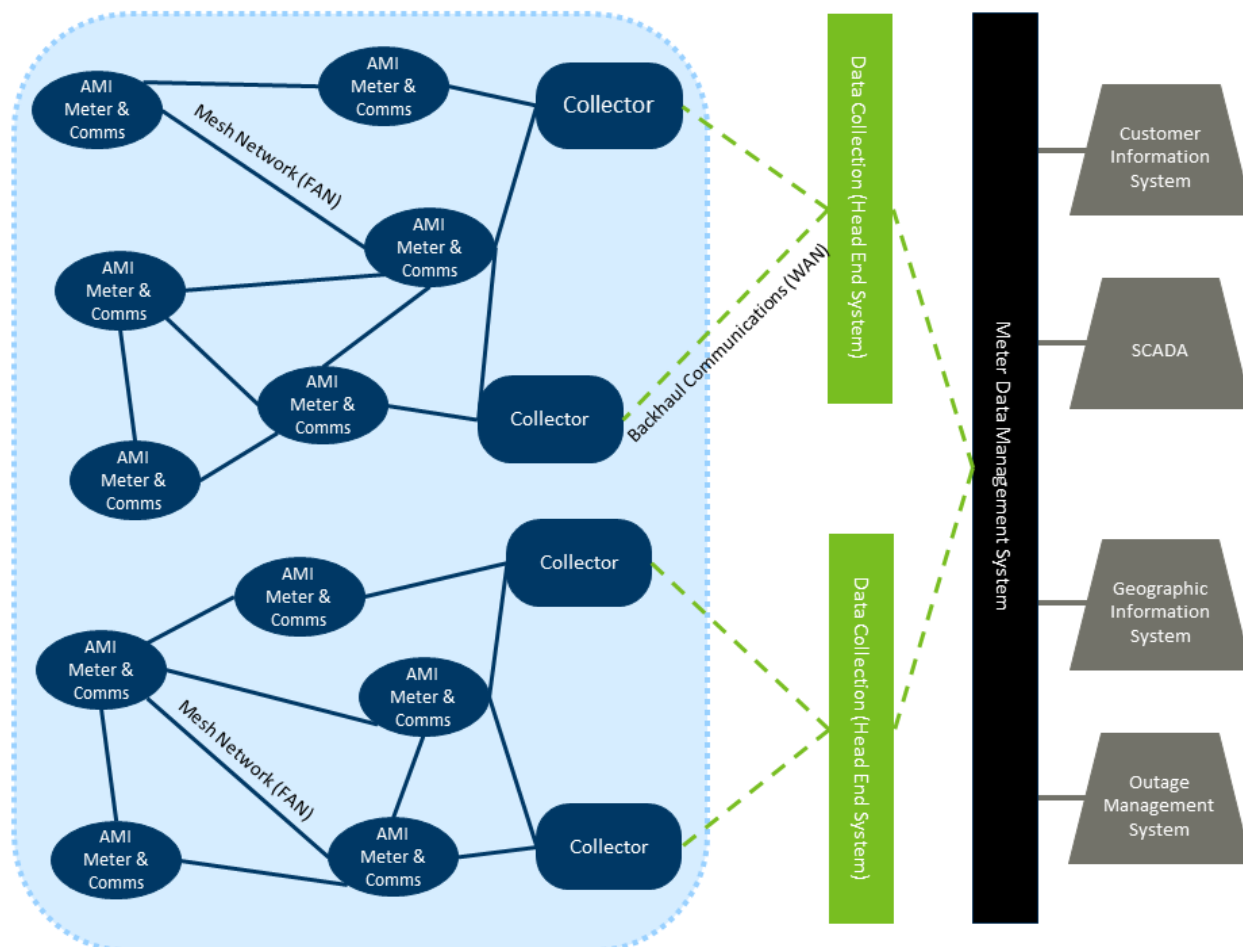 AMI
Meter &
Comms
AMI
Meter &
Comms
Collector
Mesh Network (FAN)
AMI
Meter &
Comms
AMI
Meter &
Comms
AMI
Meter &
Comms
Collector
AMI
Meter &
Comms
Backhaul Communications (WAN)
Data Collection (Head End System)
AMI
Meter &
Comms
Collector
AMI
Meter &
Comms
AMI
Meter &
Comms
Mesh Network (FAN)
AMI
Meter &
Comms
AMI
Meter &
Comms
Collector
Data Collection (Head End System)
Meter Data Management System
Customer
Information
System
SCADA
Geographic
Information
System
Outage
Management
System